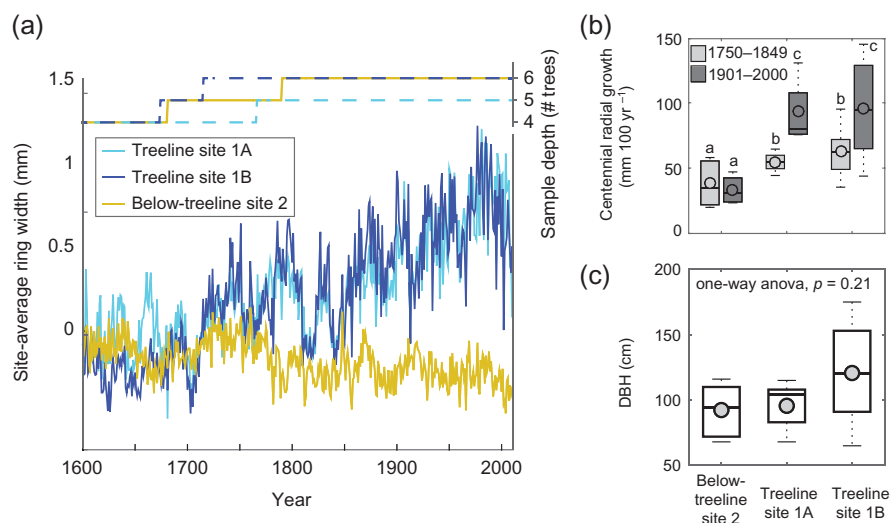 (a)
1.5
1
0.5
0
Site-average ring width (mm)
6
5
4
Sample depth (# trees)
Treeline site 1A
Treeline site 1B
Below-treeline site 2
1600
1700
1800
1900
2000
Year
(b)
150
100
50
0
Centennial radial growth
(mm 100 yr⁻¹)
1750–1849
1901–2000
a
a
b
c
b
c
(c)
200
150
100
50
DBH (cm)
one-way anova, p = 0.21
Below-
treeline
site 2
Treeline
site 1A
Treeline
site 1B